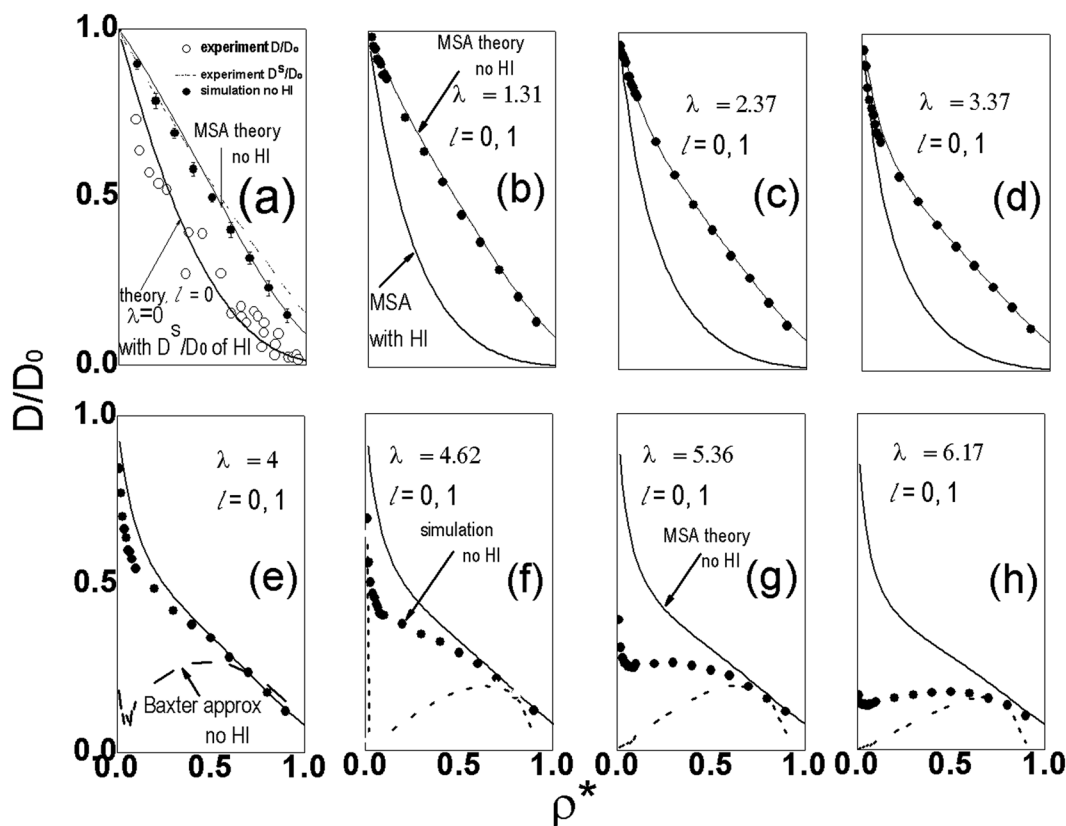 1.0
0.5
0.0
D/D₀
experiment D/D₀
experiment Dˢ/D₀
simulation no HI
MSA theory
no HI
(a)
theory, l = 0
λ=0
with Dˢ/D₀ of HI
MSA theory
no HI
λ = 1.31
l = 0, 1
(b)
MSA
with HI
λ = 2.37
l = 0, 1
(c)
λ = 3.37
l = 0, 1
(d)
1.0
0.5
0.0
λ = 4
l = 0, 1
(e)
Baxter approx
no HI
λ = 4.62
l = 0, 1
simulation
no HI
(f)
λ = 5.36
l = 0, 1
MSA theory
no HI
(g)
λ = 6.17
l = 0, 1
(h)
0.0 0.5 1.0 0.0 0.5 1.0 0.0 0.5 1.0 0.0 0.5 1.0
ρ*